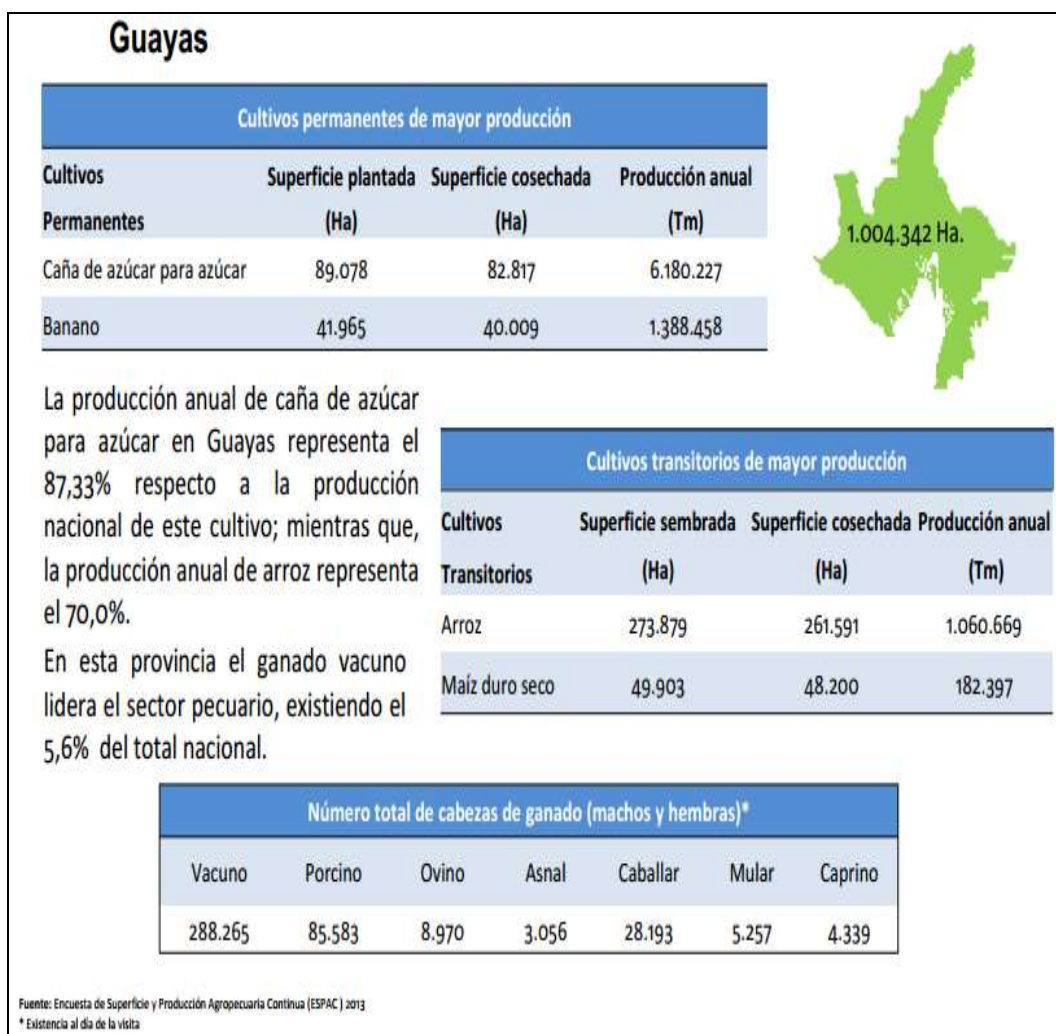 Guayas
Cultivos permanentes de mayor producción
Cultivos Permanentes Superficie plantada (Ha) Superficie cosechada (Ha) Producción anual (Tm)
Caña de azúcar para azúcar 89.078 82.817 6.180.227
Banano 41.965 40.009 1.388.458
1.004.342 Ha.
La producción anual de caña de azúcar
para azúcar en Guayas representa el
87,33% respecto a la producción
nacional de este cultivo; mientras que,
la producción anual de arroz representa
el 70,0%.
En esta provincia el ganado vacuno
lidera el sector pecuario, existiendo el
5,6% del total nacional.
Cultivos transitorios de mayor producción
Cultivos Transitorios Superficie sembrada (Ha) Superficie cosechada (Ha) Producción anual (Tm)
Arroz 273.879 261.591 1.060.669
Maíz duro seco 49.903 48.200 182.397
Número total de cabezas de ganado (machos y hembras)*
Vacuno Porcino Ovino Asnal Caballar Mular Caprino
288.265 85.583 8.970 3.056 28.193 5.257 4.339
Fuente: Encuesta de Superficie y Producción Agropecuaria Continua (ESPAC ) 2013
* Existencia al día de la visita